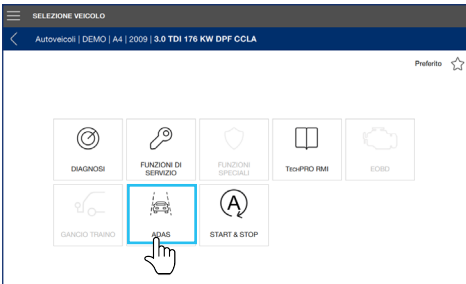 SELEZIONE VEICOLO
Autoveicoli | DEMO | A4 | 2009 | 3.0 TDI 176 KW DPF CCLA
Preferito
DIAGNOSI
FUNZIONI DI
SERVIZIO
FUNZIONI
SPECIALI
TECHPRO RMI
EOBD
GANCIO TRAINO
ADAS
A
START & STOP